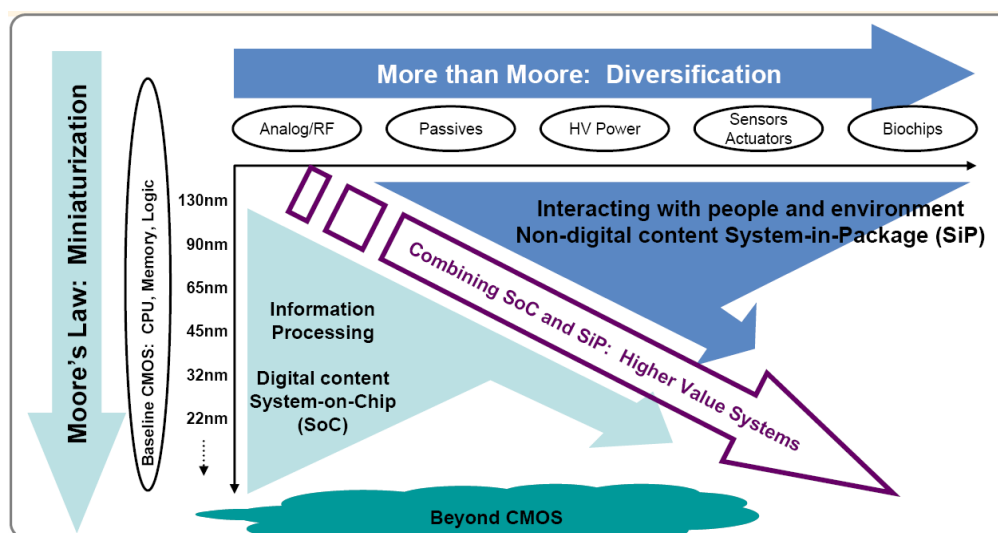 More than Moore: Diversification
Moore's Law: Miniaturization
Baseline CMOS: CPU, Memory, Logic
Analog/RF
Passives
HV Power
Sensors
Actuators
Biochips
130nm
90nm
65nm
45nm
32nm
22nm
Interacting with people and environment
Non-digital content System-in-Package (SiP)
Combining SoC and SiP: Higher Value Systems
Information
Processing
Digital content
System-on-Chip
(SoC)
Beyond CMOS